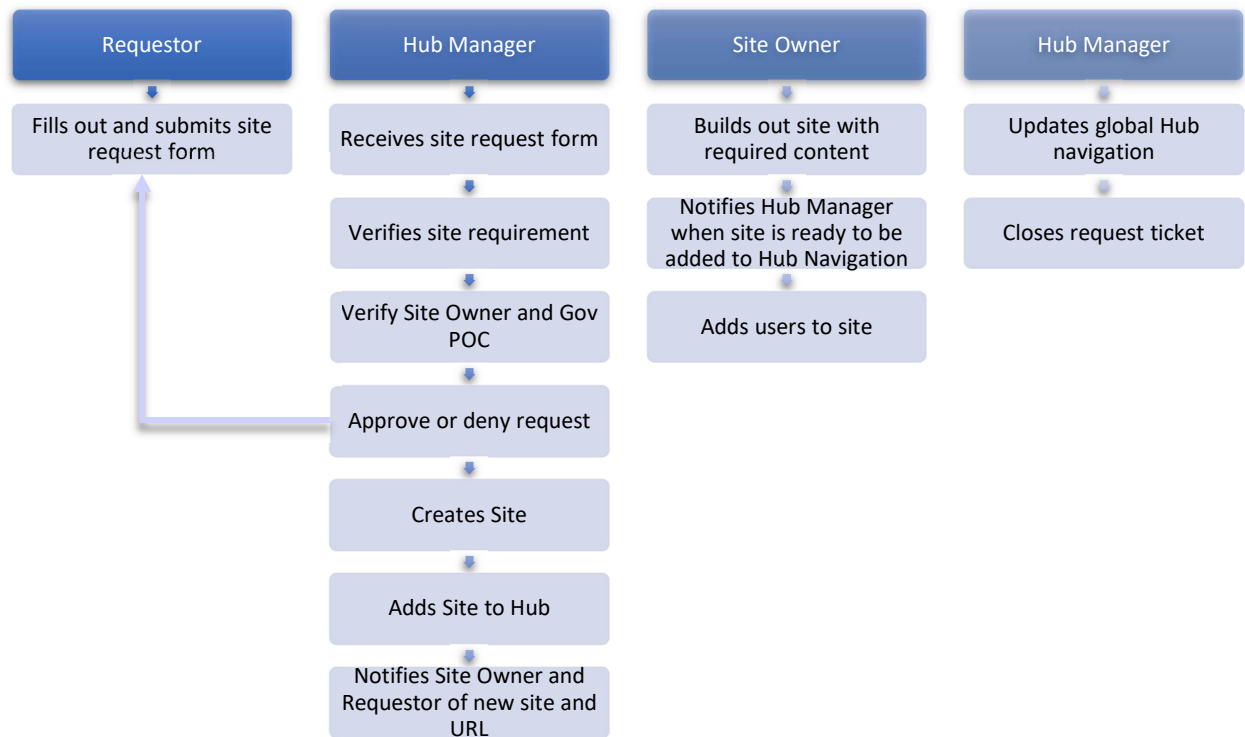 Requestor
Fills out and submits site
request form
Hub Manager
Receives site request form
Verifies site requirement
Verify Site Owner and Gov
POC
Approve or deny request
Creates Site
Adds Site to Hub
Notifies Site Owner and
Requestor of new site and
URL
Site Owner
Builds out site with
required content
Notifies Hub Manager
when site is ready to be
added to Hub Navigation
Adds users to site
Hub Manager
Updates global Hub
navigation
Closes request ticket